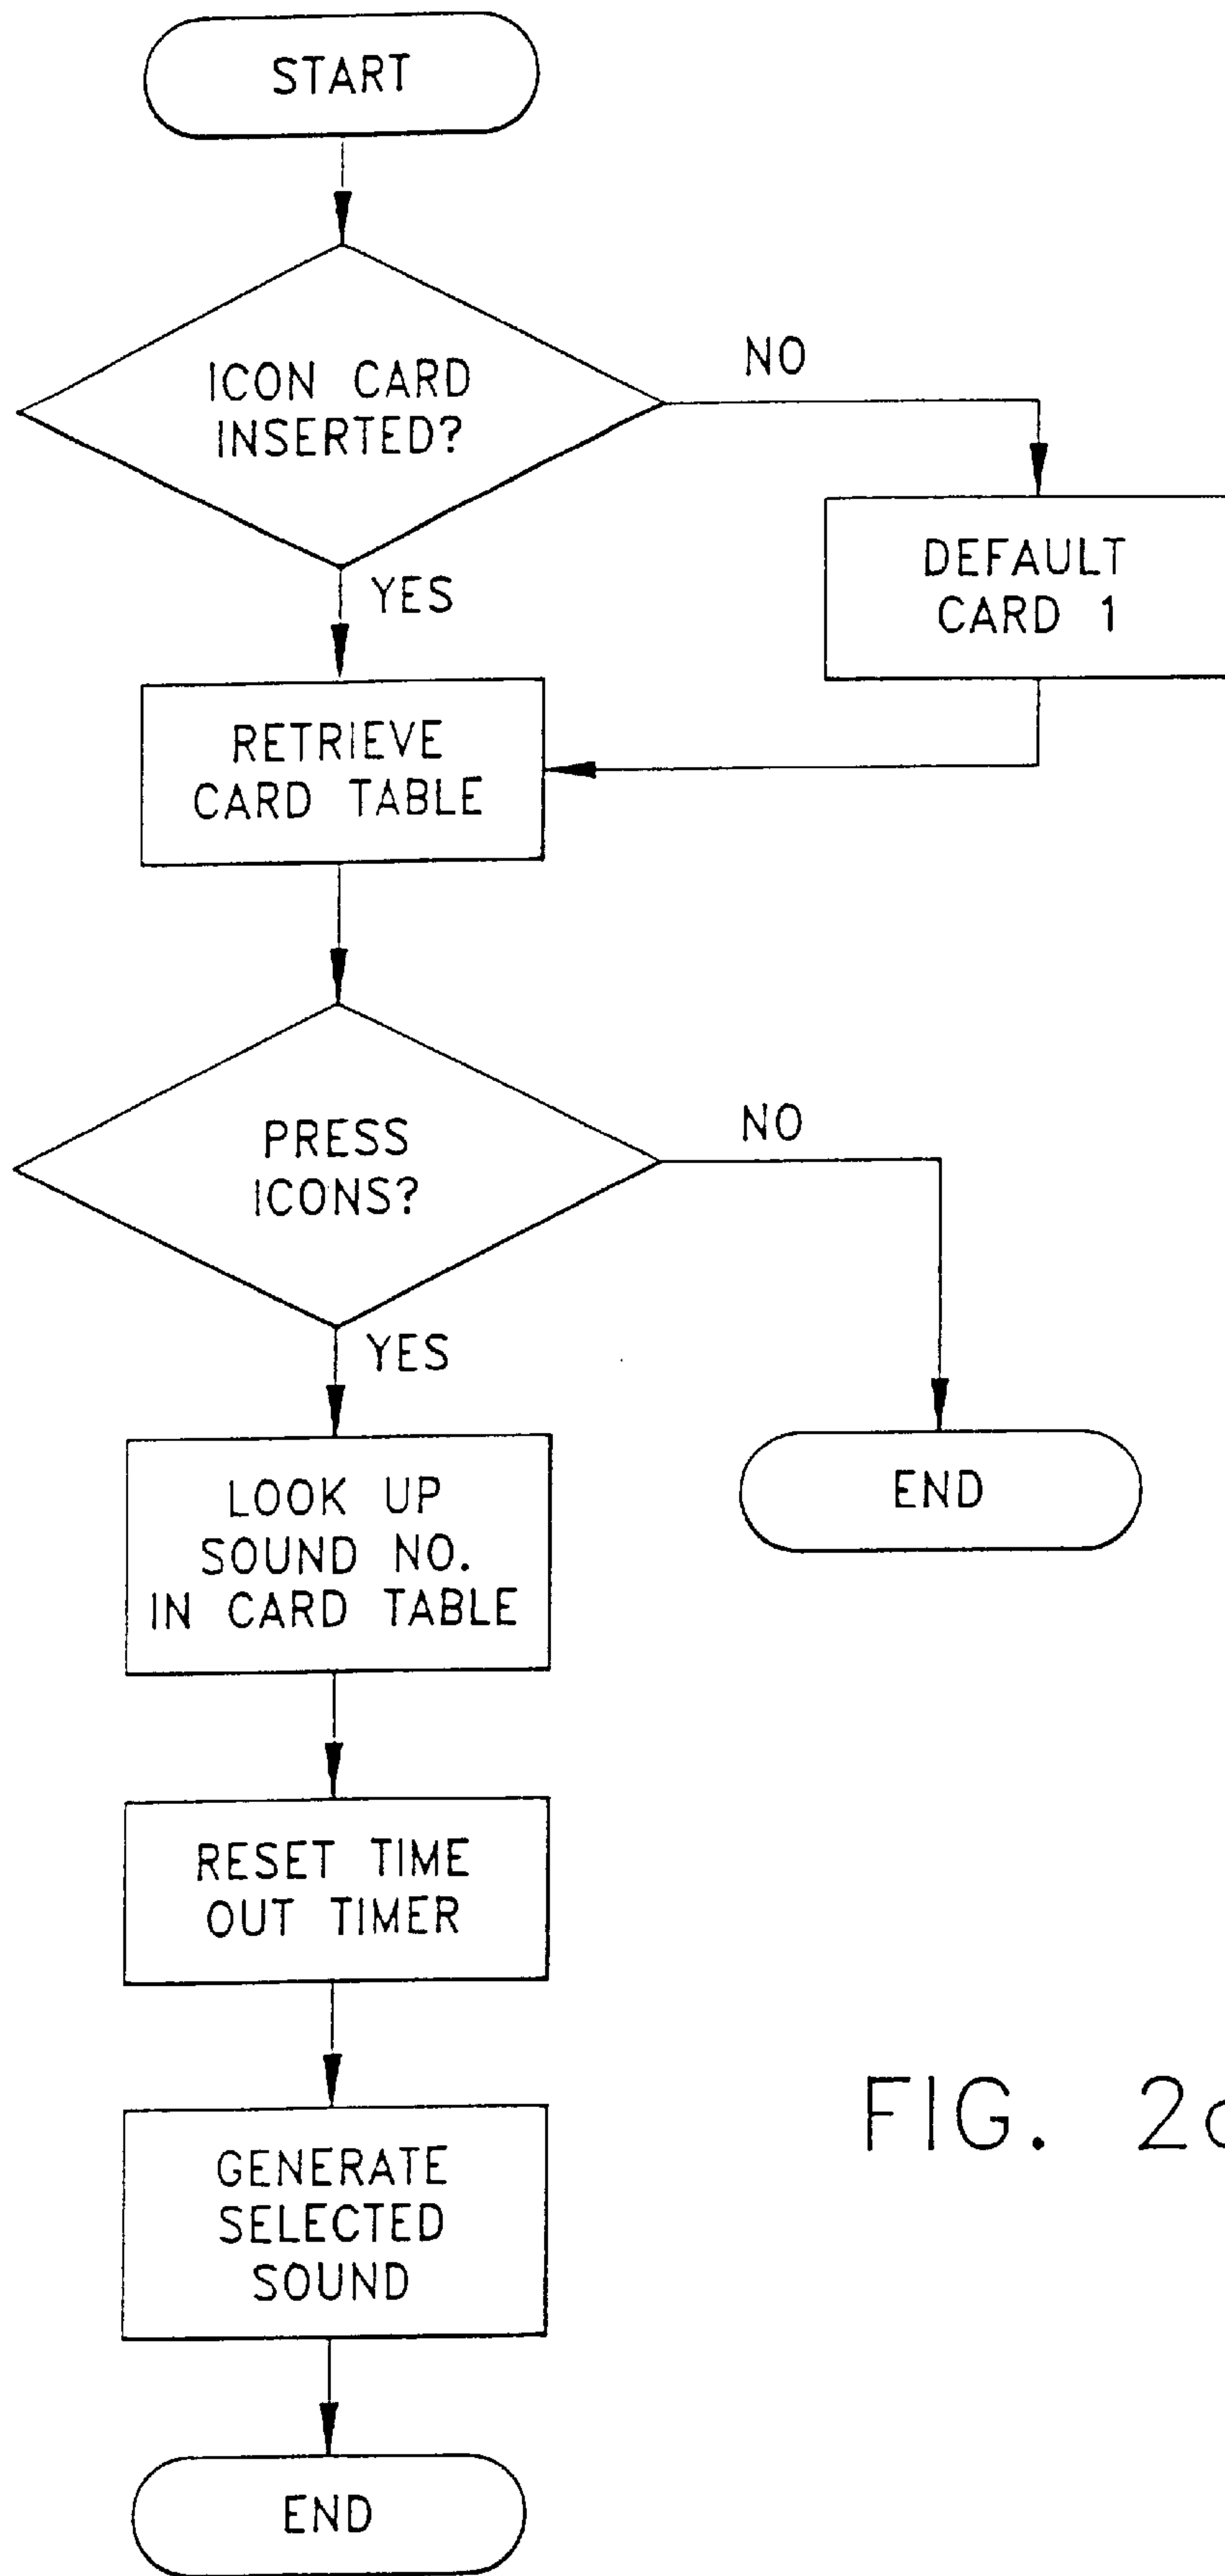 START
ICON CARD
INSERTED?
NO
DEFAULT
CARD 1
YES
RETRIEVE
CARD TABLE
PRESS
ICONS?
NO
YES
END
LOOK UP
SOUND NO.
IN CARD TABLE
RESET TIME
OUT TIMER
GENERATE
SELECTED
SOUND
END
FIG.